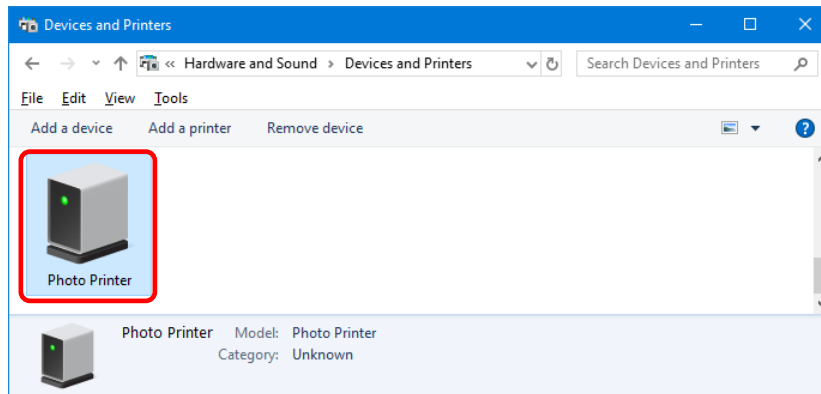 Devices and Printers
« Hardware and Sound › Devices and Printers
Search Devices and Printers
File Edit View Tools
Add a device Add a printer Remove device
?
Photo Printer
Photo Printer Model: Photo Printer
Category: Unknown